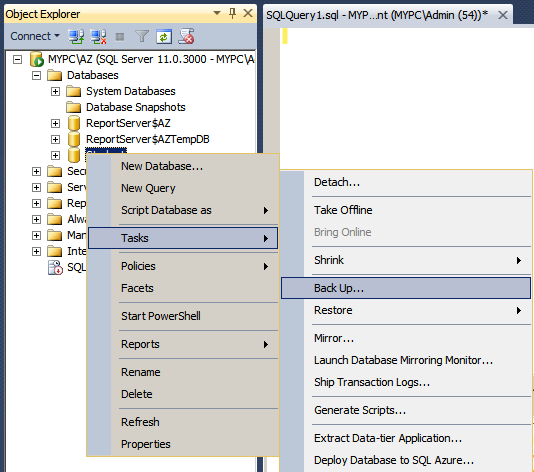 Object Explorer
SQLQuery1.sql - MYP...nt (MYPC\Admin (54))*
Connect
MYPC\AZ (SQL Server 11.0.3000 - MYPC\A
Databases
System Databases
Database Snapshots
ReportServer$AZ
ReportServer$AZTempDB
Secu
Serv
Rep
Alwa
Man
Inte
SQL
New Database...
New Query
Script Database as
Tasks
Policies
Facets
Start PowerShell
Reports
Rename
Delete
Refresh
Properties
Detach...
Take Offline
Bring Online
Shrink
Back Up...
Restore
Mirror...
Launch Database Mirroring Monitor...
Ship Transaction Logs...
Generate Scripts...
Extract Data-tier Application...
Deploy Database to SQL Azure...